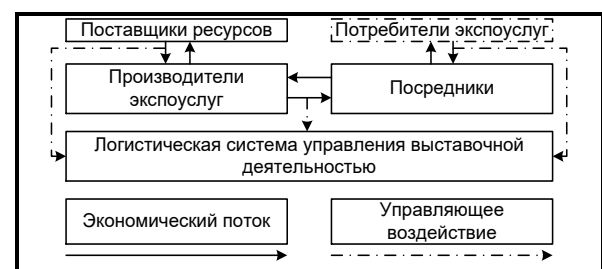 Поставщики ресурсов
Потребители экспоуслуг
Производители
экспоуслуг
Посредники
Логистическая система управления выставочной
деятельностью
Экономический поток
Управляющее
воздействие